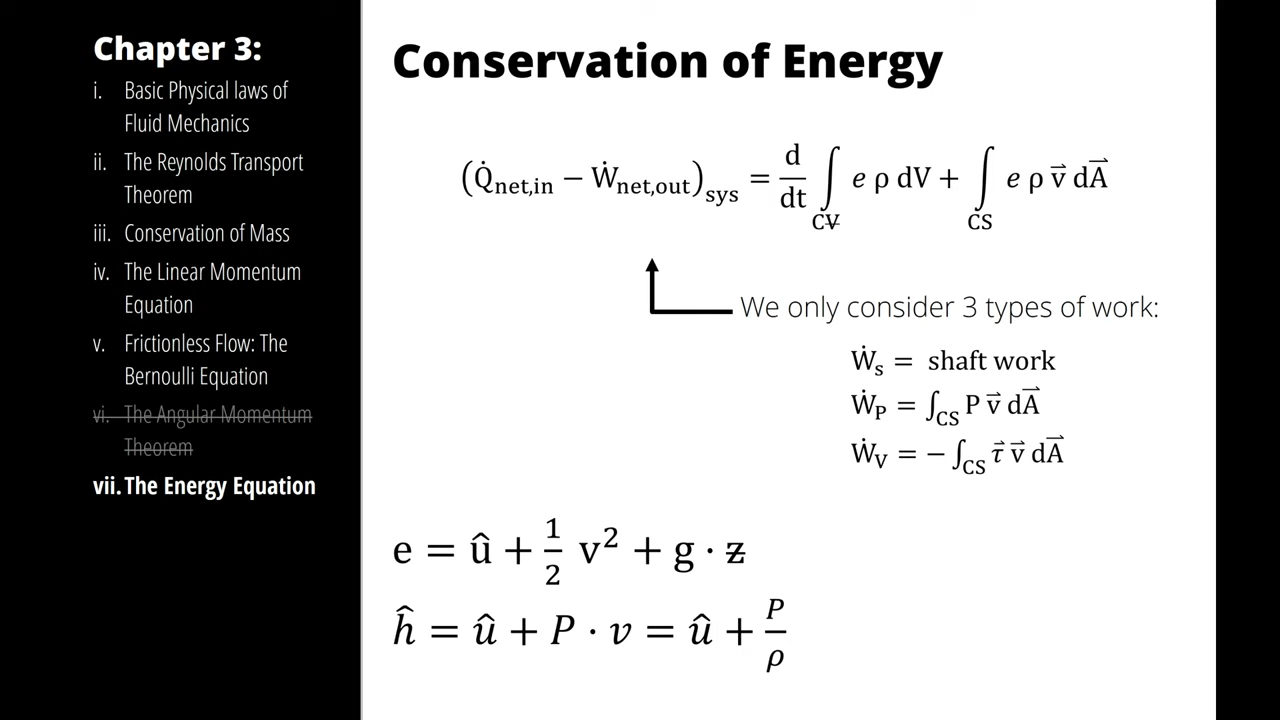 Chapter 3:
i. Basic Physical laws of
Fluid Mechanics
ii. The Reynolds Transport
Theorem
iii. Conservation of Mass
iv. The Linear Momentum
Equation
v. Frictionless Flow: The
Bernoulli Equation
vi. The Angular Momentum
Theorem
vii. The Energy Equation
Conservation of Energy
(Q̇net,in − Ẇnet,out)sys = d/dt ∫CV e ρ dV + ∫CS e ρ v⃗ dA⃗
We only consider 3 types of work:
Ẇs = shaft work
ẆP = ∫CS P v⃗ dA⃗
ẆV = − ∫CS τ⃗ v⃗ dA⃗
e = û + 1/2 v² + g · z
ĥ = û + P · v = û + P/ρ